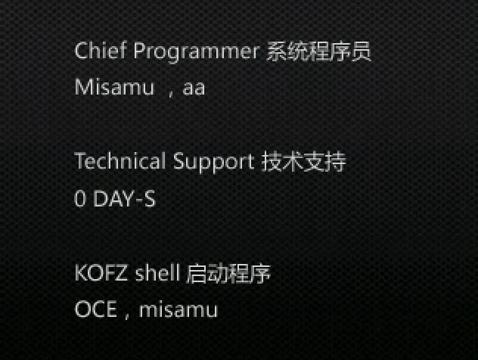 Chief Programmer 系统程序员
Misamu ，aa
Technical Support 技术支持
0 DAY-S
KOFZ shell 启动程序
OCE，misamu